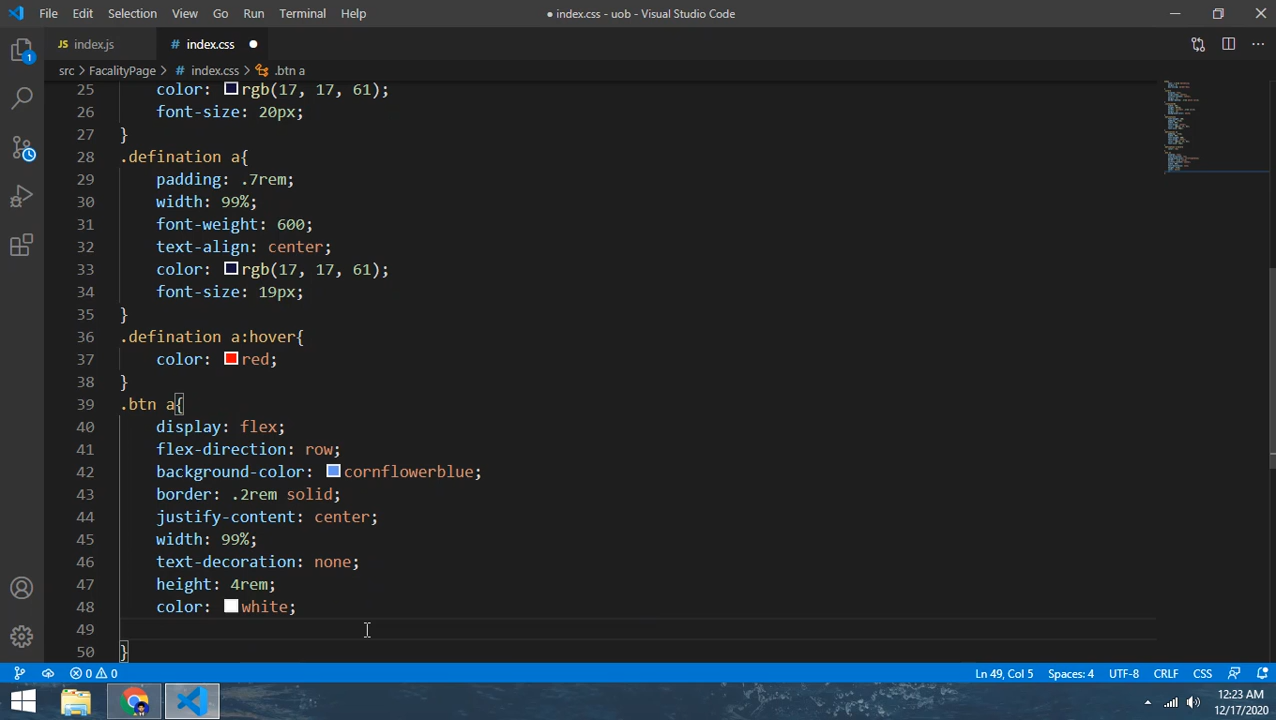 File Edit Selection View Go Run Terminal Help ● index.css - uob - Visual Studio Code
JS index.js # index.css ●
src > FacalityPage > # index.css > .btn a
25 color: rgb(17, 17, 61);
26 font-size: 20px;
27 }
28 .defination a{
29 padding: .7rem;
30 width: 99%;
31 font-weight: 600;
32 text-align: center;
33 color: rgb(17, 17, 61);
34 font-size: 19px;
35 }
36 .defination a:hover{
37 color: red;
38 }
39 .btn a{
40 display: flex;
41 flex-direction: row;
42 background-color: cornflowerblue;
43 border: .2rem solid;
44 justify-content: center;
45 width: 99%;
46 text-decoration: none;
47 height: 4rem;
48 color: white;
49
50 }
1
0 0 Ln 49, Col 5 Spaces: 4 UTF-8 CRLF CSS
12:23 AM
12/17/2020